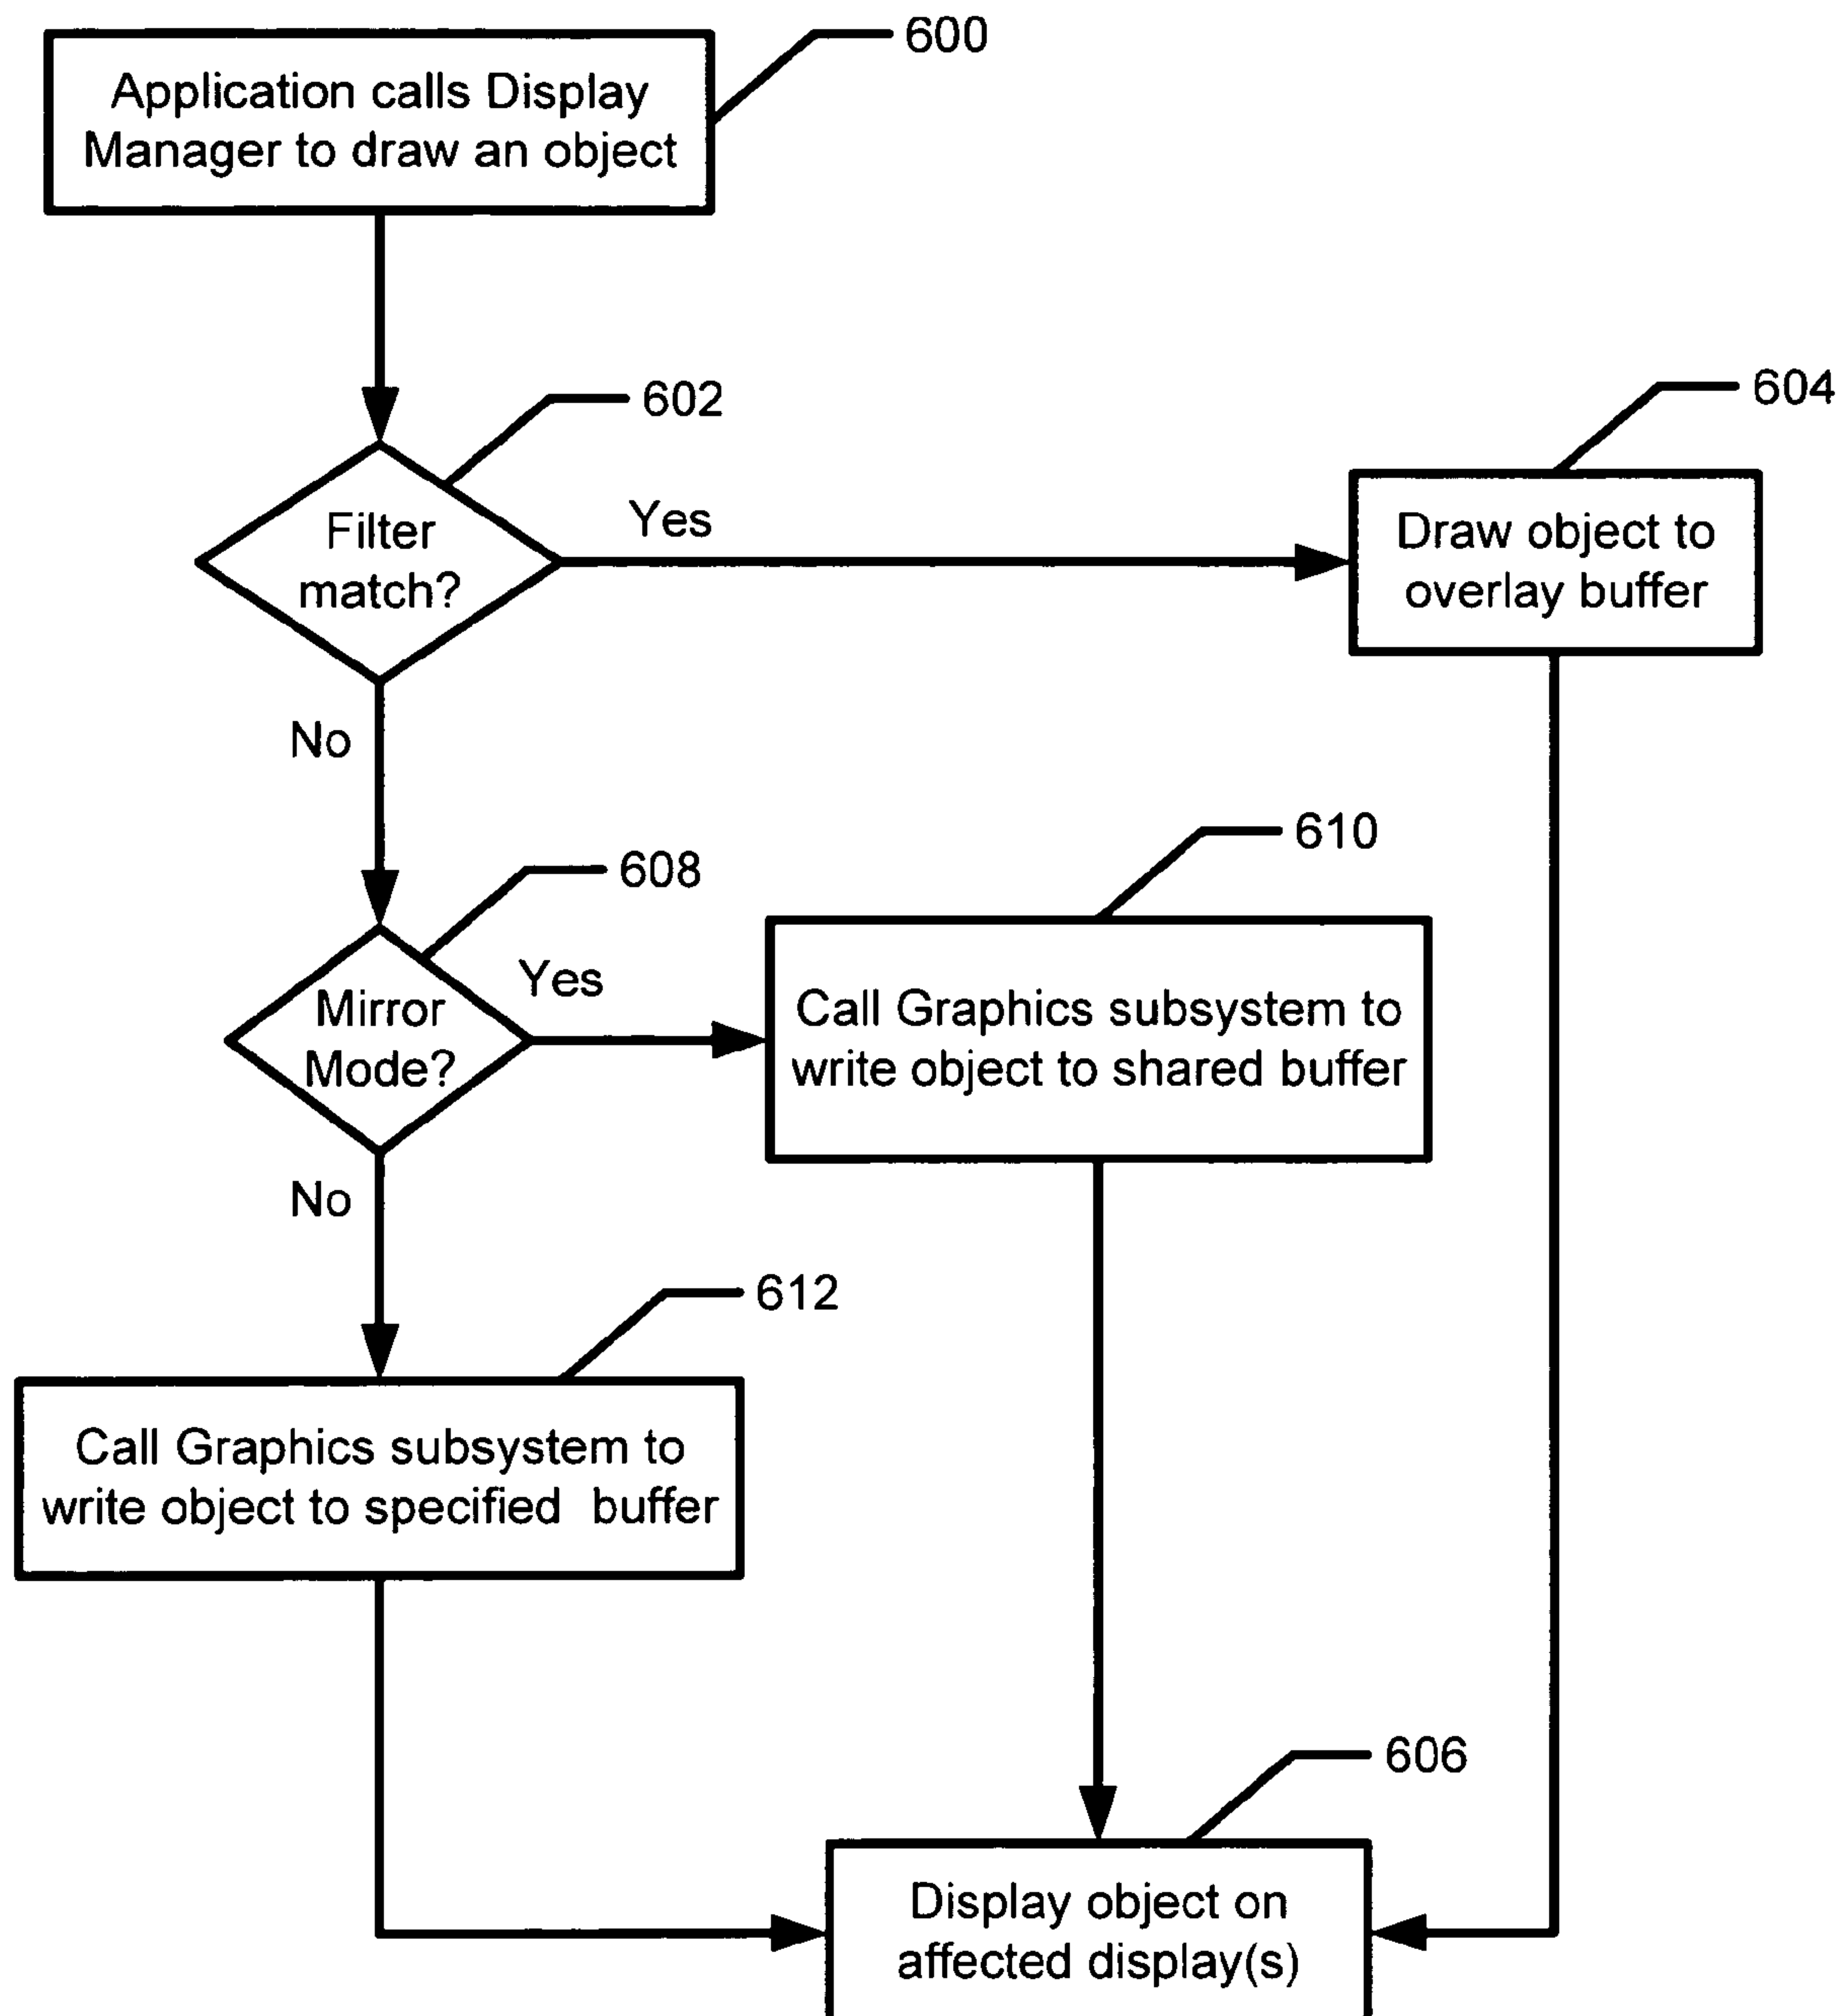 600
Application calls Display
Manager to draw an object
602
604
Filter
match?
Yes
Draw object to
overlay buffer
No
608
610
Mirror
Mode?
Yes
Call Graphics subsystem to
write object to shared buffer
No
612
Call Graphics subsystem to
write object to specified buffer
606
Display object on
affected display(s)